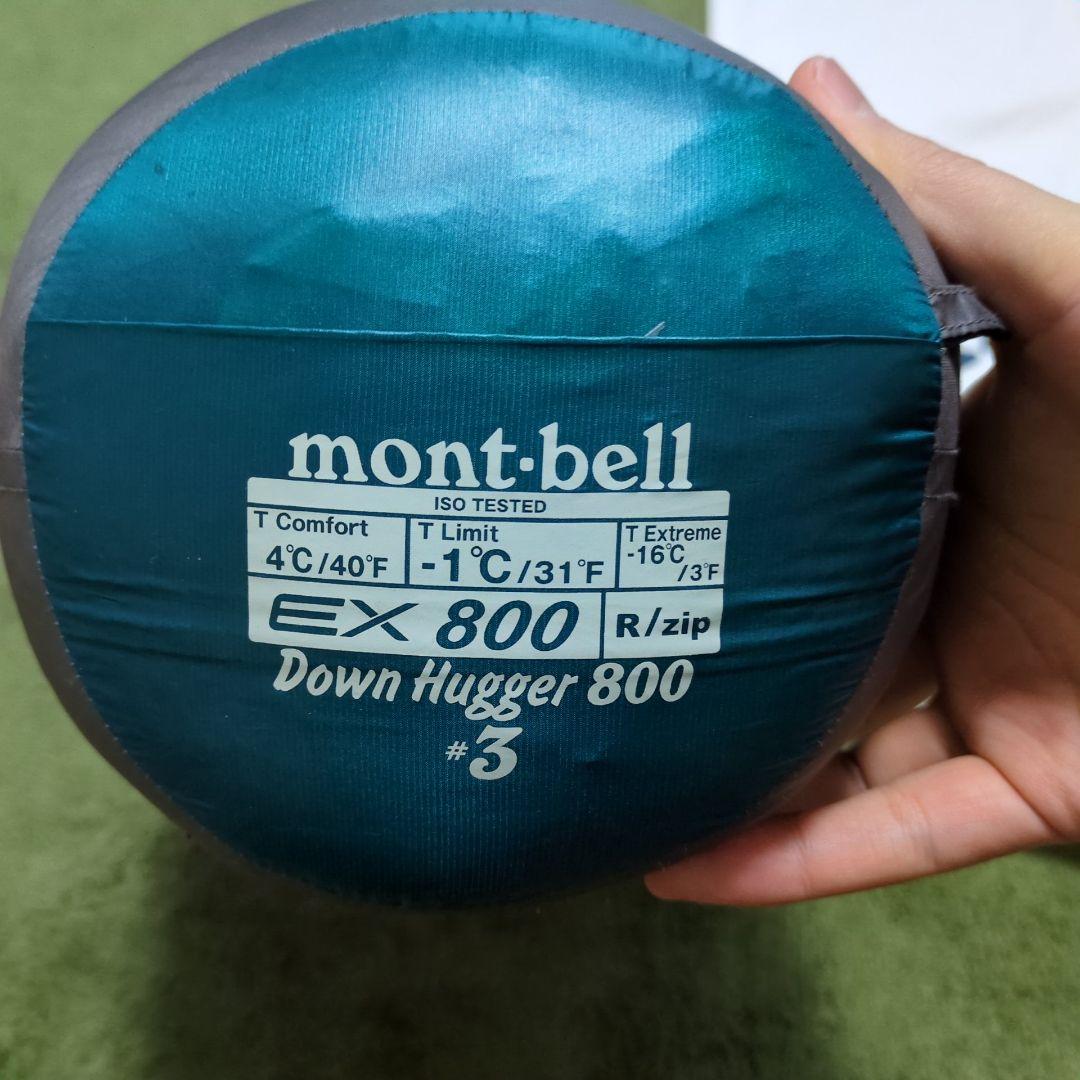 mont·bell
ISO TESTED
T Comfort
4℃/40°F
T Limit
-1℃/31°F
T Extreme
-16℃
/3°F
EX 800
R/zip
Down Hugger 800
#3